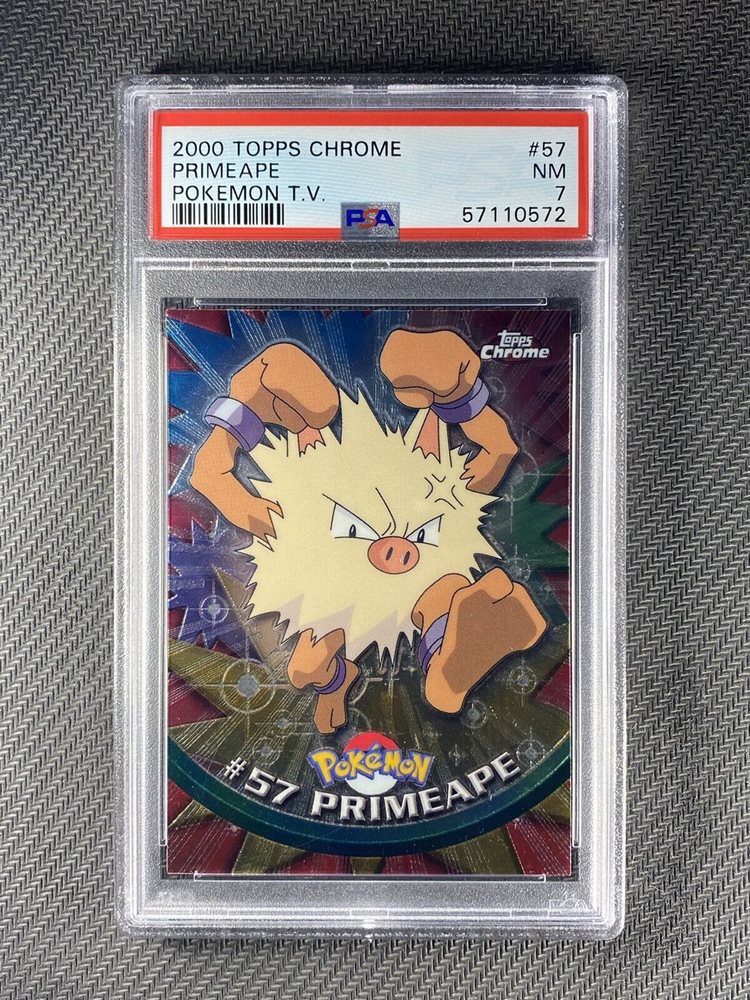 2000 TOPPS CHROME #57
PRIMEAPE NM
POKEMON T.V. 7
PSA 57110572
Topps
Chrome
POKéMON
#57 PRIMEAPE